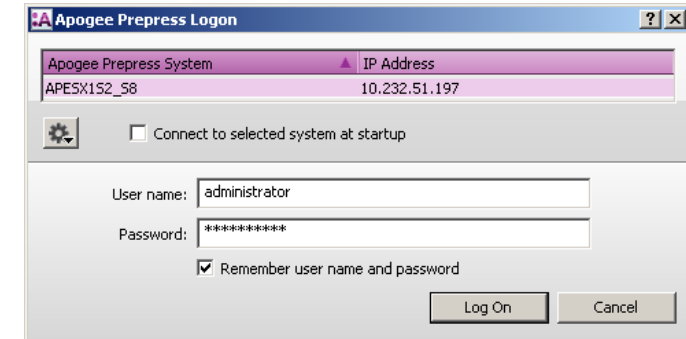 Apogee Prepress Logon
Apogee Prepress System IP Address
APESX1S2_S8 10.232.51.197
Connect to selected system at startup
User name: administrator
Password: **********
Remember user name and password
Log On Cancel